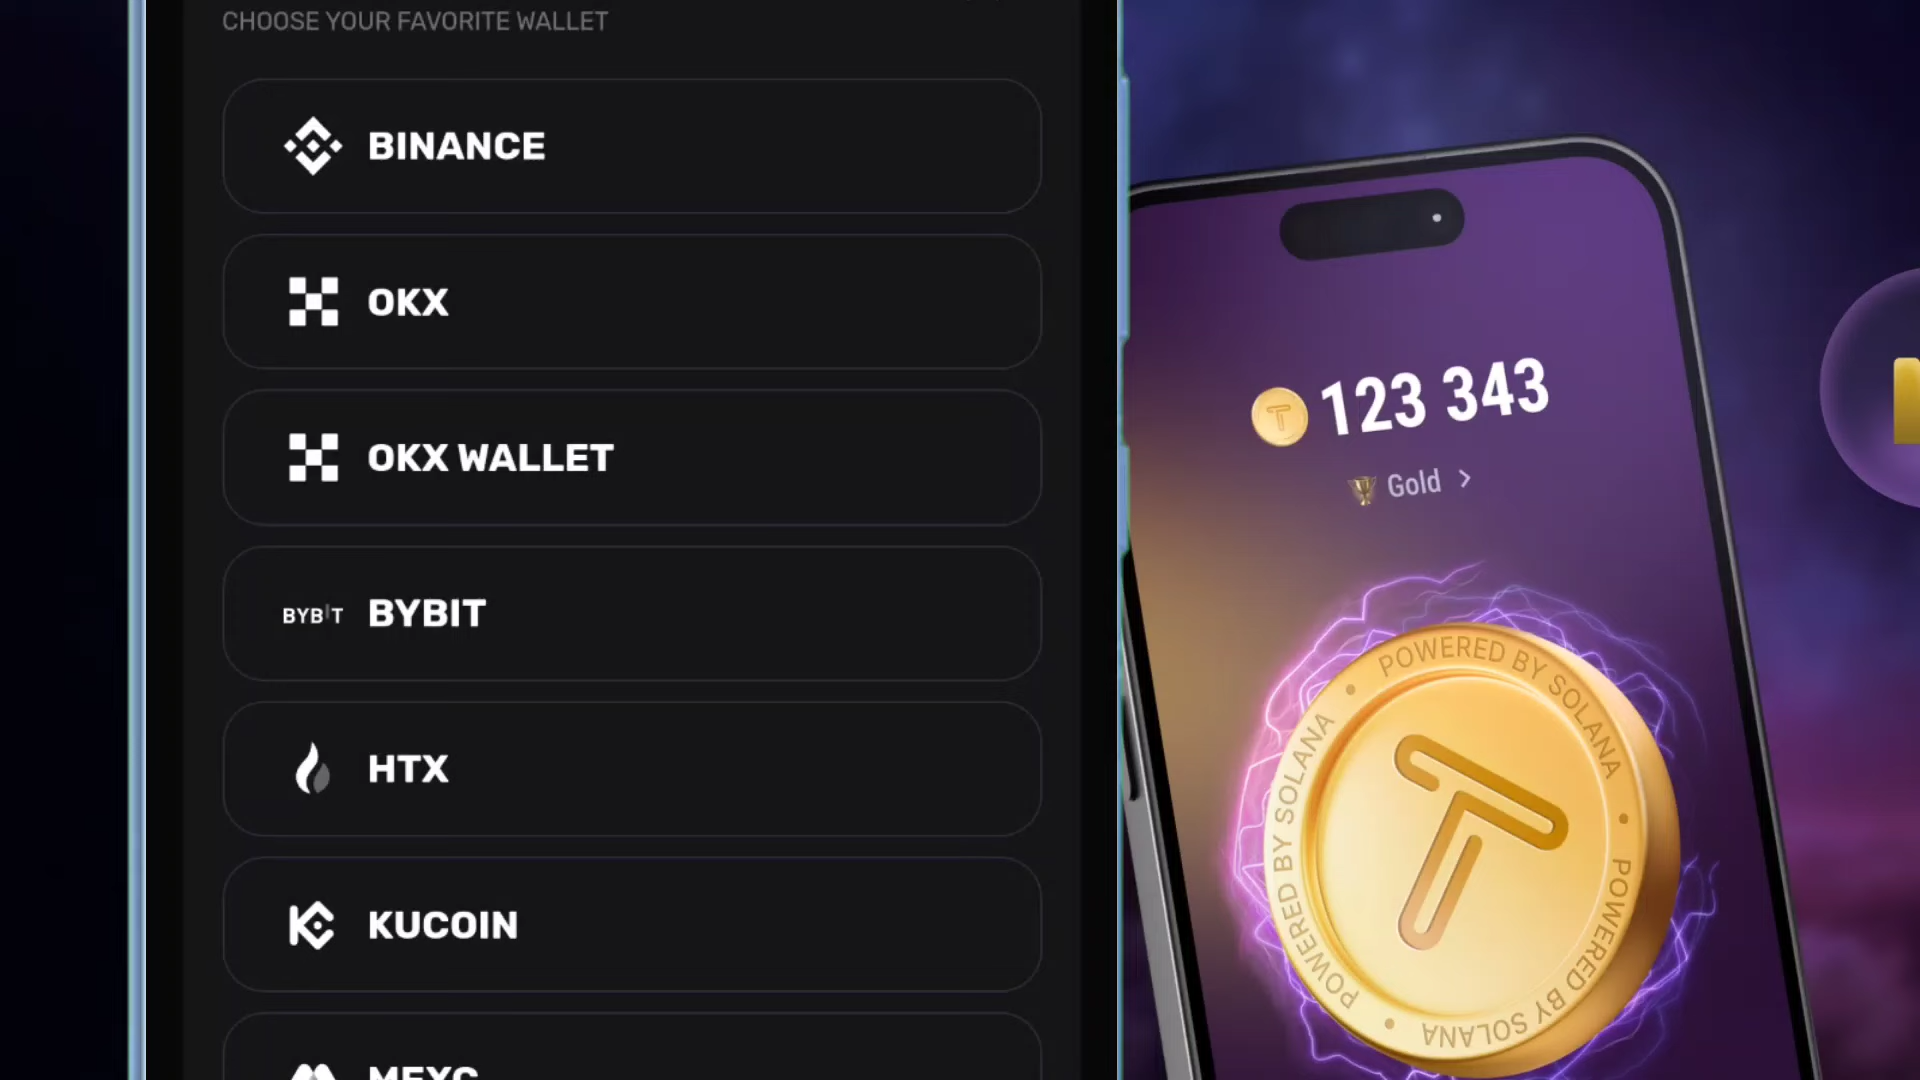 CHOOSE YOUR FAVORITE WALLET
BINANCE
OKX
OKX WALLET
BYBIT BYBIT
HTX
KUCOIN
MEXC
123 343
Gold
POWERED BY SOLANA
POWERED BY SOLANA
POWERED BY SOLANA